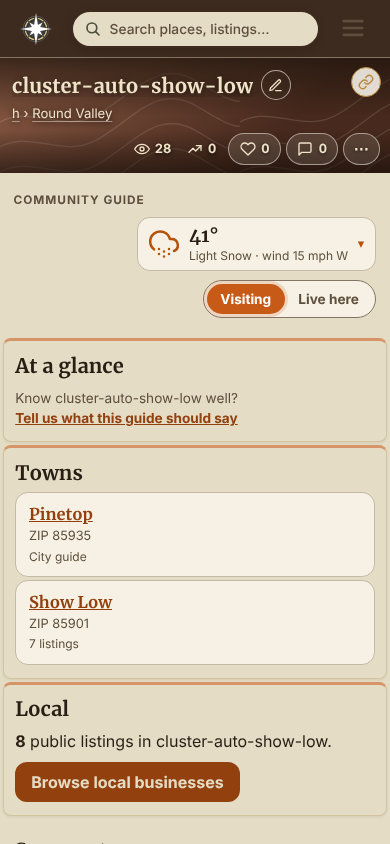 Search places, listings...
cluster-auto-show-low
h › Round Valley
28 0 0 0 ...
COMMUNITY GUIDE
41°
Light Snow · wind 15 mph W
Visiting Live here
At a glance
Know cluster-auto-show-low well?
Tell us what this guide should say
Towns
Pinetop
ZIP 85935
City guide
Show Low
ZIP 85901
7 listings
Local
8 public listings in cluster-auto-show-low.
Browse local businesses